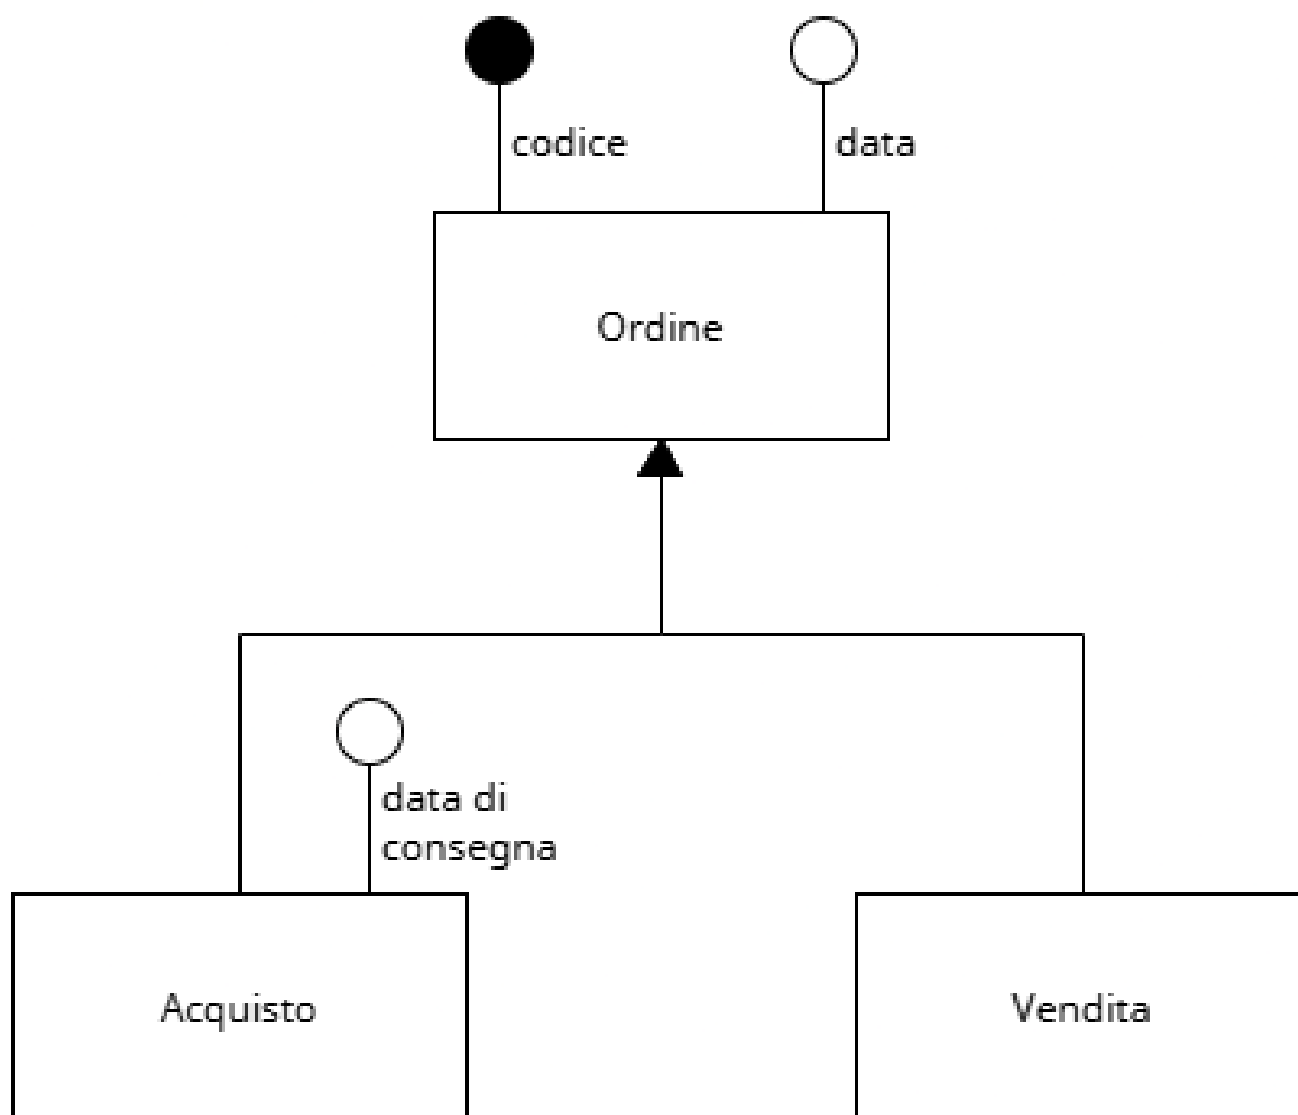 codice
data
Ordine
data di
consegna
Acquisto
Vendita